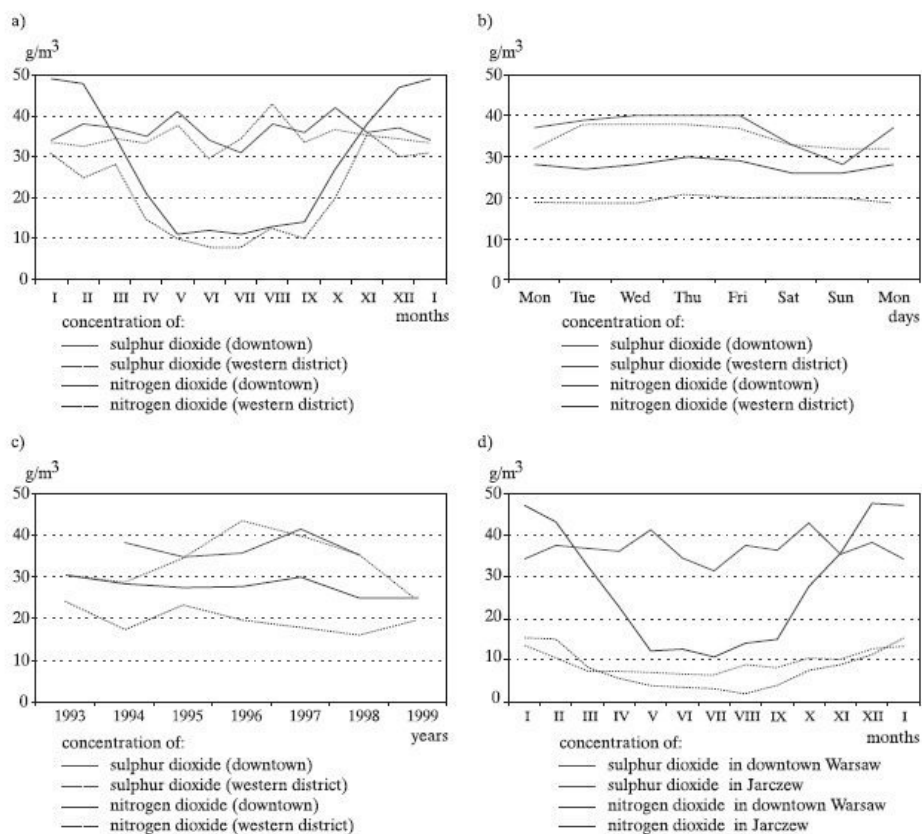 a)
g/m³
50
40
30
20
10
0
I II III IV V VI VII VIII IX X XI XII I
months
concentration of:
sulphur dioxide (downtown)
sulphur dioxide (western district)
nitrogen dioxide (downtown)
nitrogen dioxide (western district)
b)
g/m³
50
40
30
20
10
0
Mon Tue Wed Thu Fri Sat Sun Mon
days
concentration of:
sulphur dioxide (downtown)
sulphur dioxide (western district)
nitrogen dioxide (downtown)
nitrogen dioxide (western district)
c)
g/m³
50
40
30
20
10
0
1993 1994 1995 1996 1997 1998 1999
years
concentration of:
sulphur dioxide (downtown)
sulphur dioxide (western district)
nitrogen dioxide (downtown)
nitrogen dioxide (western district)
d)
g/m³
50
40
30
20
10
0
I II III IV V VI VII VIII IX X XI XII I
months
concentration of:
sulphur dioxide in downtown Warsaw
sulphur dioxide in Jarczew
nitrogen dioxide in downtown Warsaw
nitrogen dioxide in Jarczew